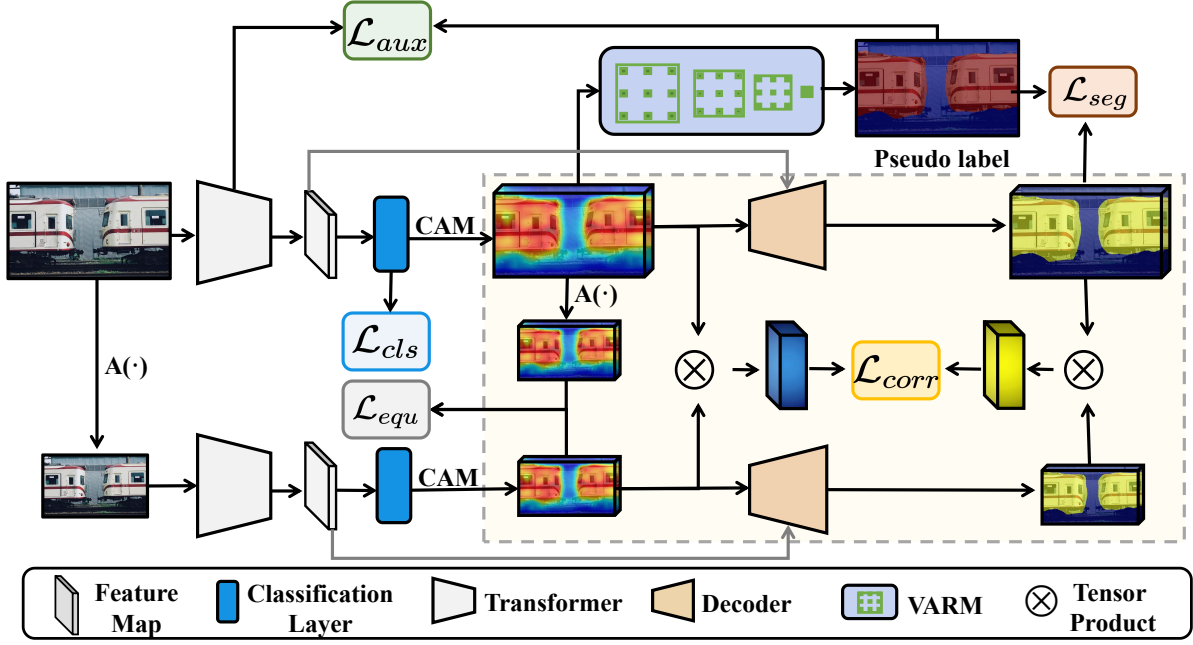 ℒaux
ℒseg
Pseudo label
CAM
A(·)
ℒcls
A(·)
ℒcorr
ℒequ
CAM
Feature
Map
Classification
Layer
Transformer
Decoder
VARM
Tensor
Product